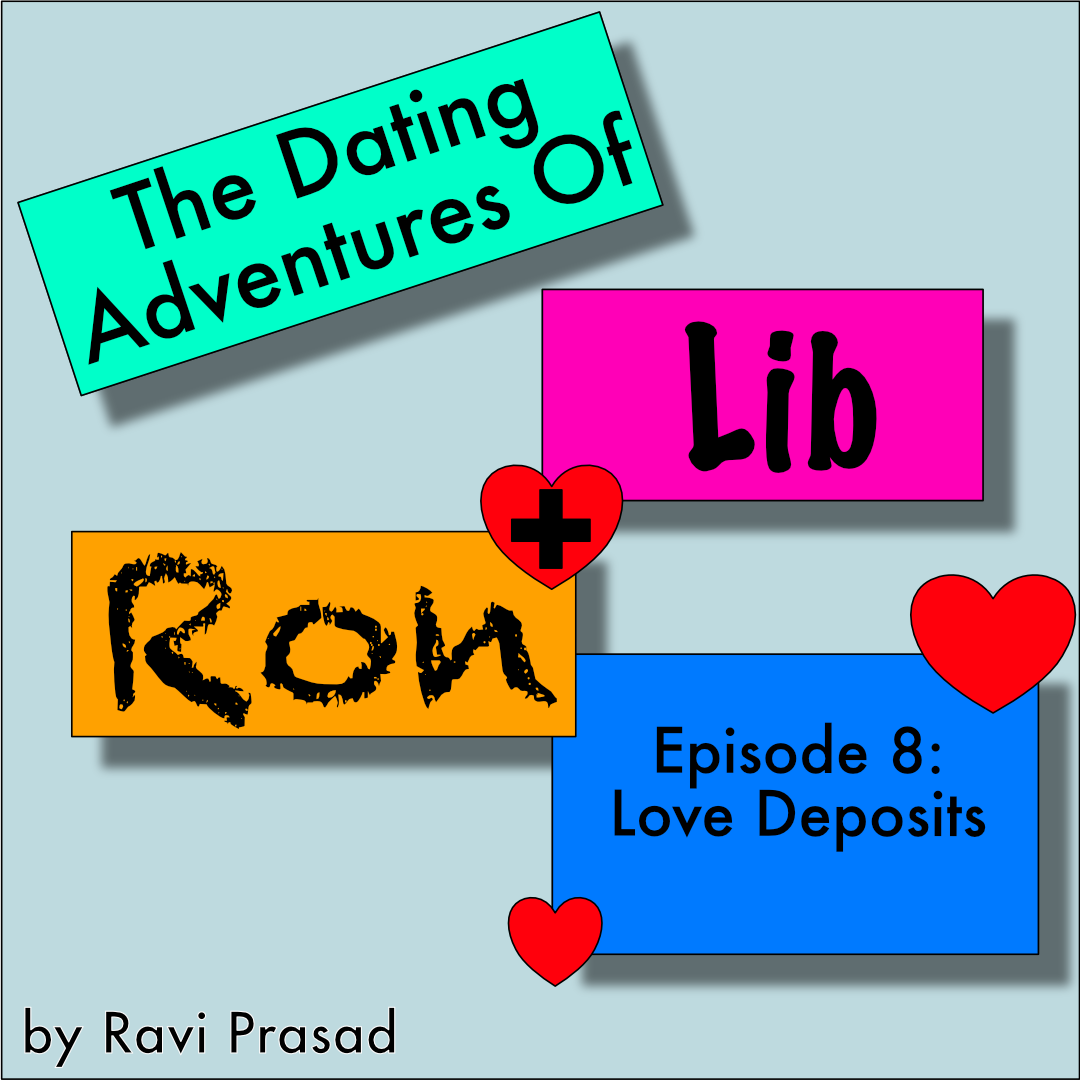 The Dating
Adventures Of
Lib
+
Ron
Episode 8:
Love Deposits
by Ravi Prasad